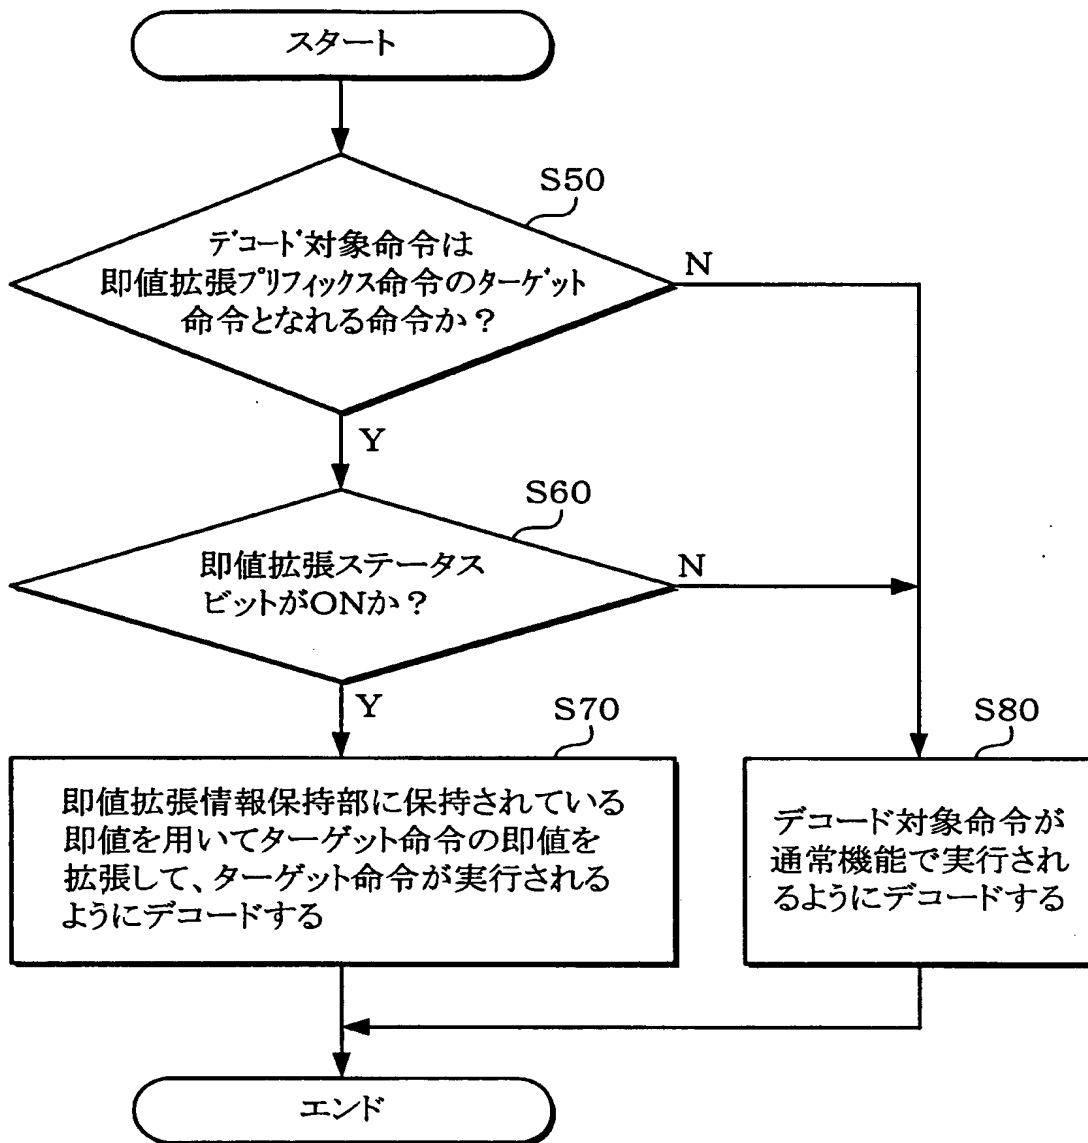 スタート
S50
デコード対象命令は
即値拡張プリフィックス命令のターゲット
命令となれる命令か?
N
Y
S60
即値拡張ステータス
ビットがONか?
N
Y
S70
即値拡張情報保持部に保持されている
即値を用いてターゲット命令の即値を
拡張して、ターゲット命令が実行される
ようにデコードする
S80
デコード対象命令が
通常機能で実行され
るようにデコードする
エンド